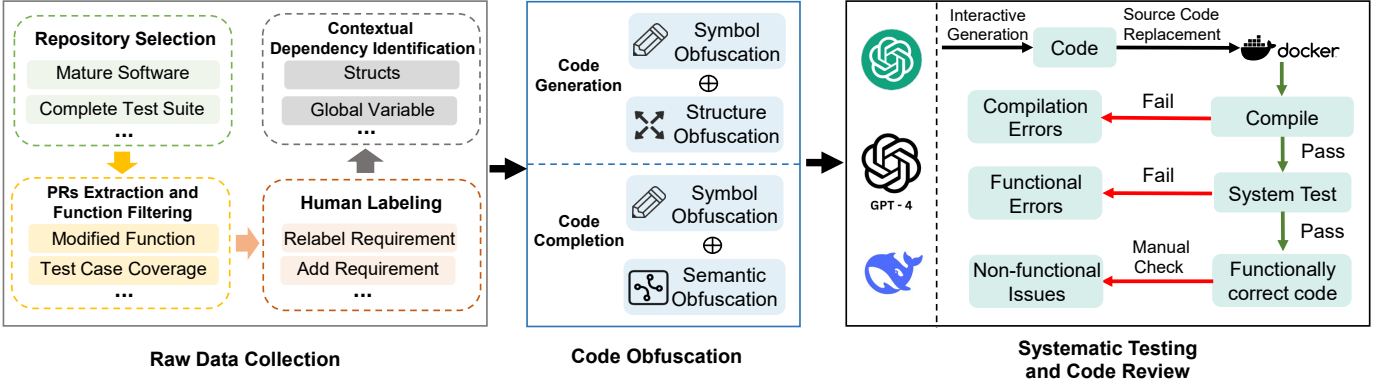 Repository Selection
Mature Software
Complete Test Suite
...
PRs Extraction and
Function Filtering
Modified Function
Test Case Coverage
...
Human Labeling
Relabel Requirement
Add Requirement
...
Contextual
Dependency Identification
Structs
Global Variable
...
Raw Data Collection
Code
Generation
Symbol
Obfuscation
Structure
Obfuscation
Code
Completion
Symbol
Obfuscation
Semantic
Obfuscation
Code Obfuscation
GPT - 4
Interactive
Generation
Code
Source Code
Replacement
docker
Compile
Fail
Compilation
Errors
Pass
System Test
Fail
Functional
Errors
Pass
Functionally
correct code
Manual
Check
Non-functional
Issues
Systematic Testing
and Code Review